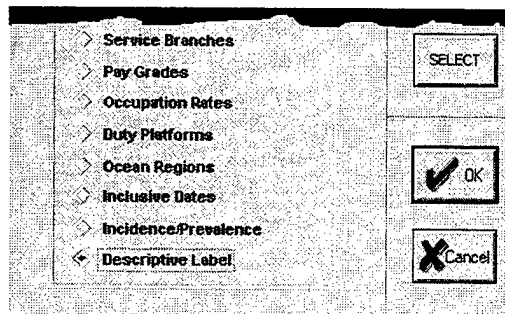 Service Branches
Pay Grades
Occupation Rates
Duty Platforms
Ocean Regions
Inclusive Dates
Incidence/Prevalence
Descriptive Label
SELECT
OK
Cancel